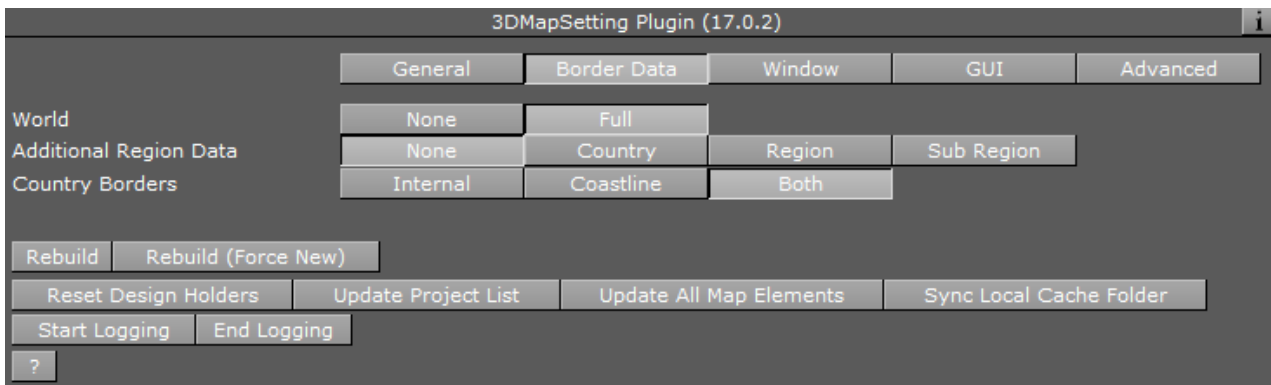 3DMapSetting Plugin (17.0.2) i
General Border Data Window GUI Advanced
World None Full
Additional Region Data None Country Region Sub Region
Country Borders Internal Coastline Both
Rebuild Rebuild (Force New)
Reset Design Holders Update Project List Update All Map Elements Sync Local Cache Folder
Start Logging End Logging
?